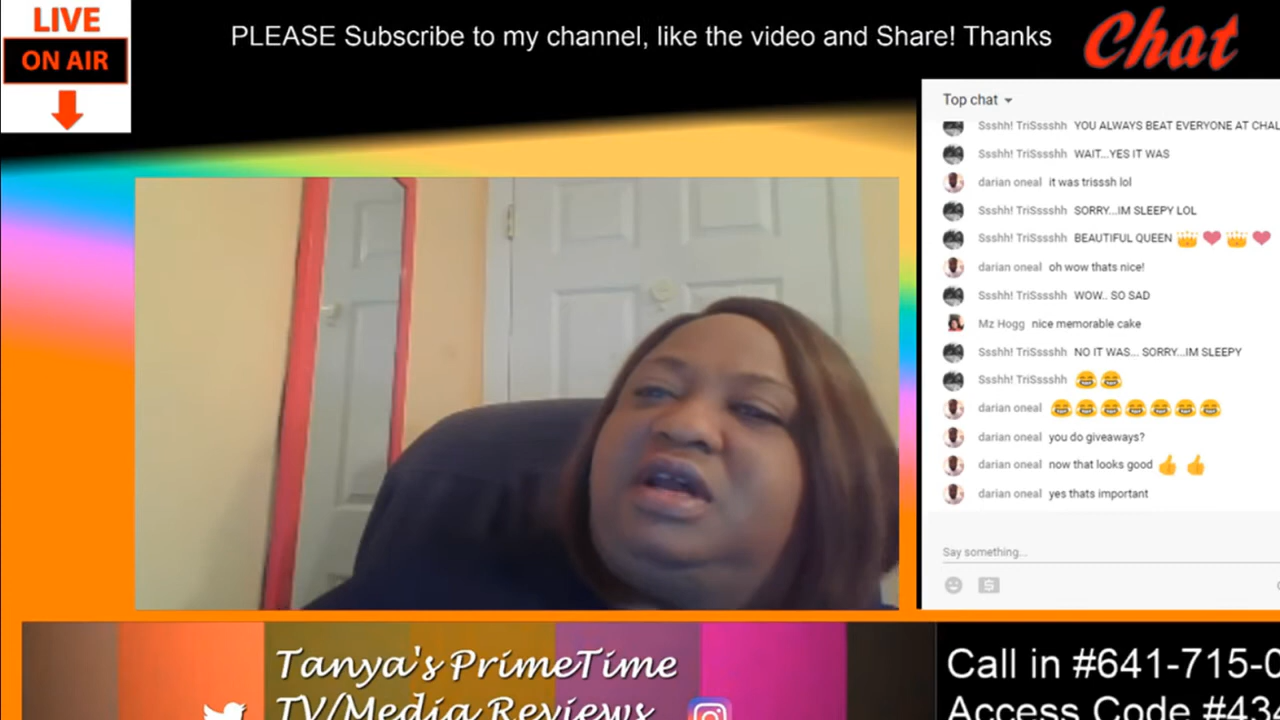 LIVE
ON AIR
PLEASE Subscribe to my channel, like the video and Share! Thanks
Chat
Top chat
Ssshh! TriSssshh YOU ALWAYS BEAT EVERYONE AT CHAL
Ssshh! TriSssshh WAIT...YES IT WAS
darian oneal it was trisssh lol
Ssshh! TriSssshh SORRY...IM SLEEPY LOL
Ssshh! TriSssshh BEAUTIFUL QUEEN 👑 ❤ 👑 ❤
darian oneal oh wow thats nice!
Ssshh! TriSssshh WOW.. SO SAD
Mz Hogg nice memorable cake
Ssshh! TriSssshh NO IT WAS... SORRY...IM SLEEPY
Ssshh! TriSssshh 😂😂
darian oneal 😂😂😂😂😂😂😂
darian oneal you do giveaways?
darian oneal now that looks good 👍 👍
darian oneal yes thats important
Say something...
Tanya's PrimeTime
TV/Media Reviews
Call in #641-715-0
Access Code #434